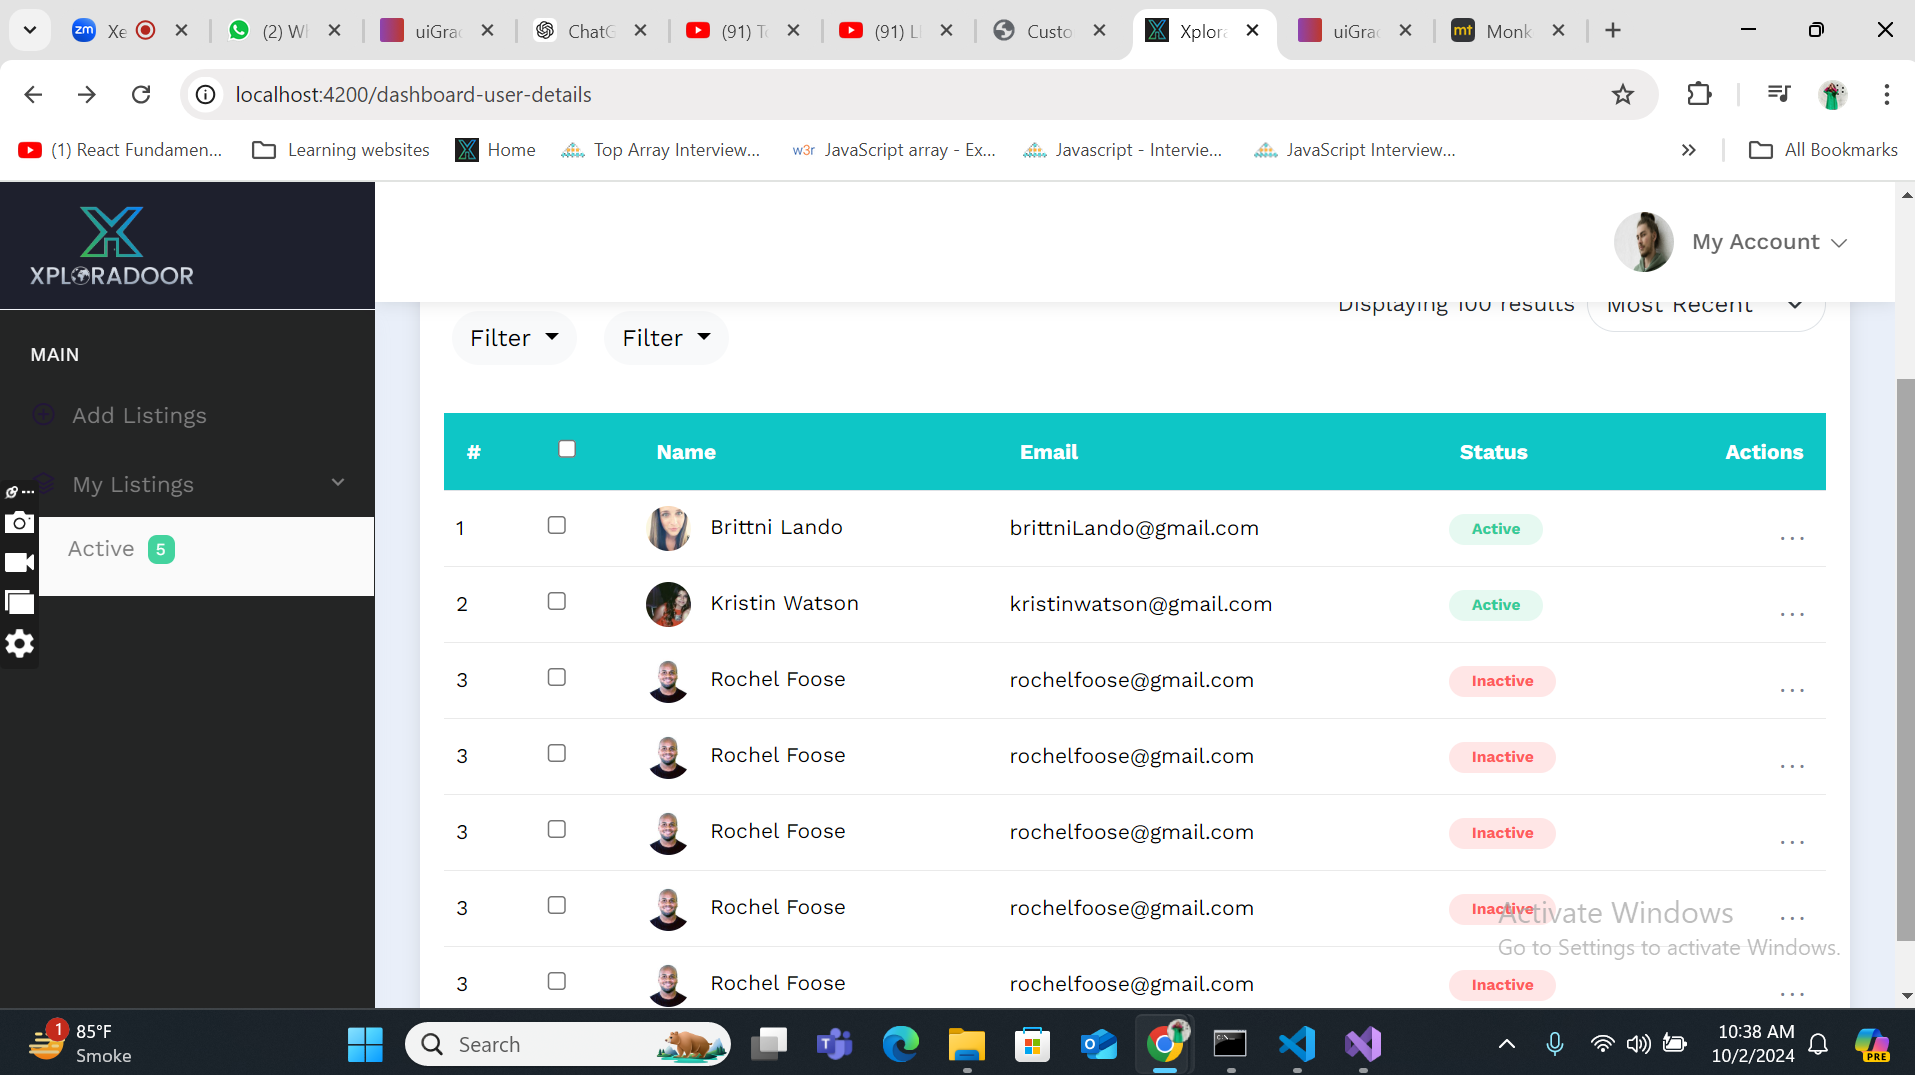 zm Xe (2) W uiGra ChatG (91) T (91) L Custo Xplora uiGra mt Monk
localhost:4200/dashboard-user-details
(1) React Fundamen... Learning websites Home Top Array Interview... w3r JavaScript array - Ex... Javascript - Intervie... JavaScript Interview... » All Bookmarks
XPLORADOOR
My Account
Displaying 100 results Most Recent
Filter Filter
MAIN
Add Listings
My Listings
Active 5
# Name Email Status Actions
1 Brittni Lando brittniLando@gmail.com Active ...
2 Kristin Watson kristinwatson@gmail.com Active ...
3 Rochel Foose rochelfoose@gmail.com Inactive ...
3 Rochel Foose rochelfoose@gmail.com Inactive ...
3 Rochel Foose rochelfoose@gmail.com Inactive ...
3 Rochel Foose rochelfoose@gmail.com Inactive ...
3 Rochel Foose rochelfoose@gmail.com Inactive ...
Activate Windows
Go to Settings to activate Windows.
1 85°F
Smoke
Search
10:38 AM
10/2/2024
PRE